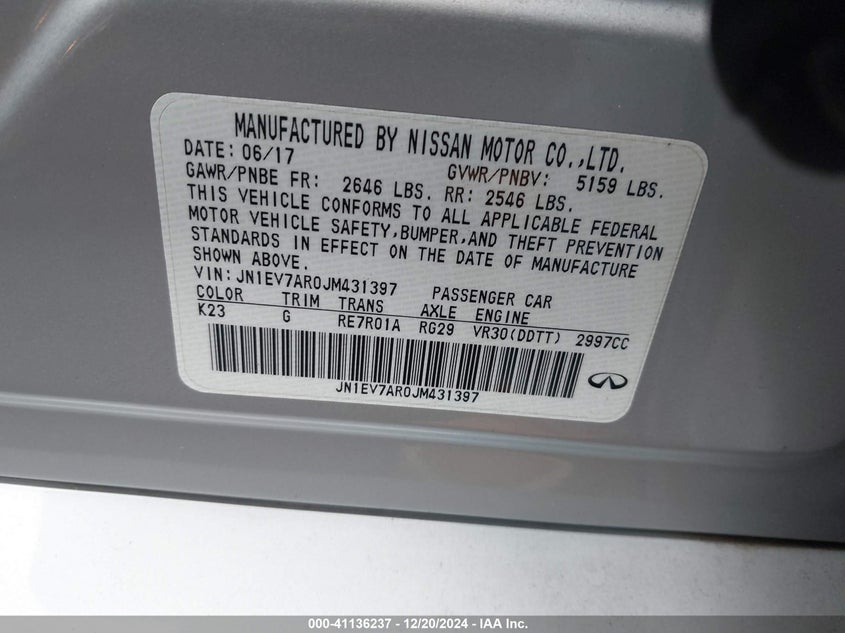 MANUFACTURED BY NISSAN MOTOR CO.,LTD.
DATE: 06/17 GVWR/PNBV: 5159 LBS.
GAWR/PNBE FR: 2646 LBS. RR: 2546 LBS.
THIS VEHICLE CONFORMS TO ALL APPLICABLE FEDERAL
MOTOR VEHICLE SAFETY,BUMPER,AND THEFT PREVENTION
STANDARDS IN EFFECT ON THE DATE OF MANUFACTURE
SHOWN ABOVE.
VIN: JN1EV7AR0JM431397 PASSENGER CAR
COLOR TRIM TRANS AXLE ENGINE
K23 G RE7R01A RG29 VR30(DDTT) 2997CC
JN1EV7AR0JM431397
000-41136237 - 12/20/2024 - IAA Inc.